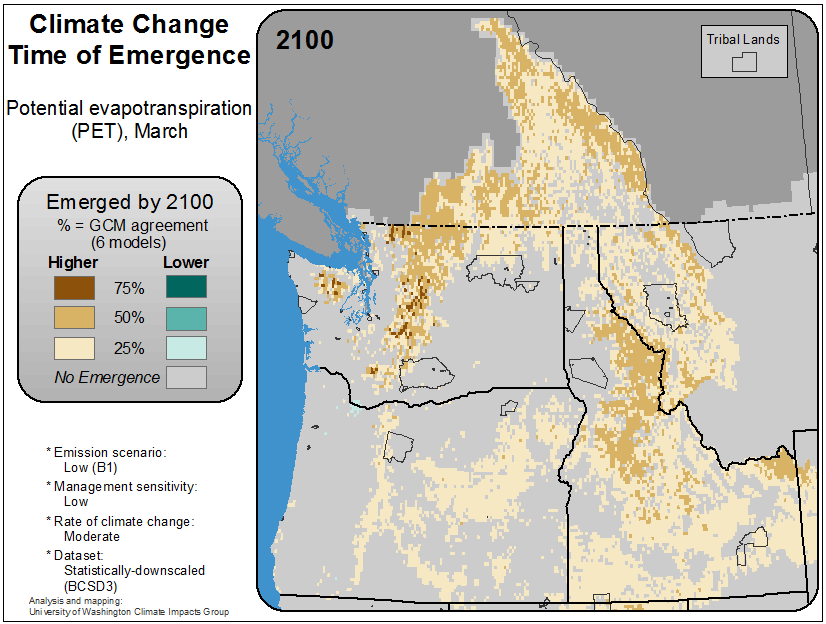 Climate Change
Time of Emergence
Potential evapotranspiration
(PET), March
Emerged by 2100
% = GCM agreement
(6 models)
Higher Lower
75%
50%
25%
No Emergence
* Emission scenario:
Low (B1)
* Management sensitivity:
Low
* Rate of climate change:
Moderate
* Dataset:
Statistically-downscaled
(BCSD3)
Analysis and mapping:
University of Washington Climate Impacts Group
2100
Tribal Lands